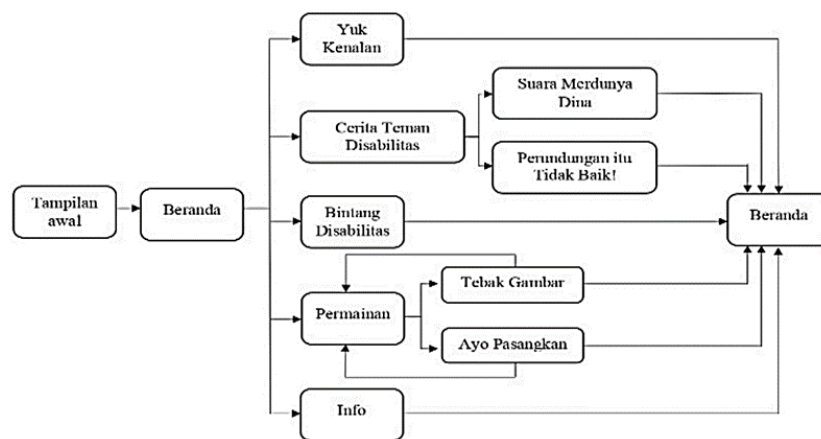 Yuk
Kenalan
Suara Merdunya
Dina
Cerita Teman
Disabilitas
Perundungan itu
Tidak Baik!
Tampilan
awal
Beranda
Bintang
Disabilitas
Beranda
Tebak Gambar
Permainan
Ayo Pasangkan
Info